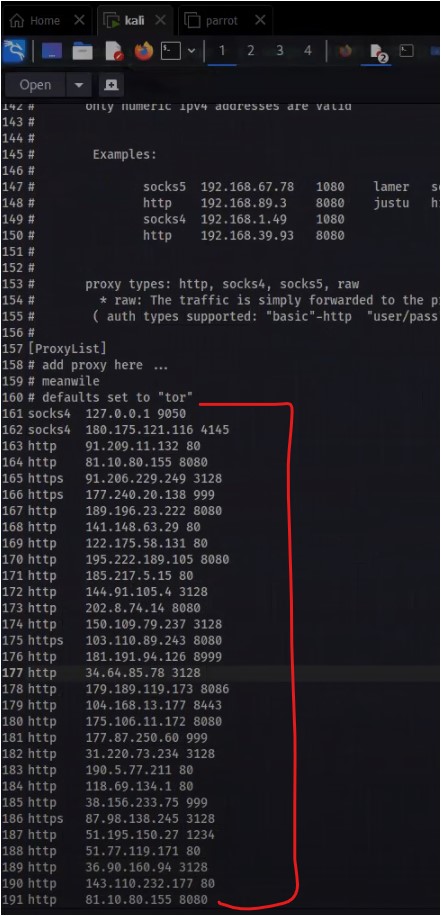 Home
kali
parrot
1 2 3 4
2
Open
142 # only numeric ipv4 addresses are valid
143 #
144 #
145 # Examples:
146 #
147 # socks5 192.168.67.78 1080 lamer
148 # http 192.168.89.3 8080 justu
149 # socks4 192.168.1.49 1080
150 # http 192.168.39.93 8080
151 #
152 #
153 # proxy types: http, socks4, socks5, raw
154 # * raw: The traffic is simply forwarded to the
155 # ( auth types supported: "basic"-http "user/pass
156 #
157 [ProxyList]
158 # add proxy here ...
159 # meanwile
160 # defaults set to "tor"
161 socks4 127.0.0.1 9050
162 socks4 180.175.121.116 4145
163 http 91.209.11.132 80
164 http 81.10.80.155 8080
165 https 91.206.229.249 3128
166 https 177.240.20.138 999
167 http 189.196.23.222 8080
168 http 141.148.63.29 80
169 http 122.175.58.131 80
170 http 195.222.189.105 8080
171 http 185.217.5.15 80
172 http 144.91.105.4 3128
173 http 202.8.74.14 8080
174 http 150.109.79.237 3128
175 https 103.110.89.243 8080
176 http 181.191.94.126 8999
177 http 34.64.85.78 3128
178 http 179.189.119.173 8086
179 http 104.168.13.177 8443
180 http 175.106.11.172 8080
181 http 177.87.250.60 999
182 http 31.220.73.234 3128
183 http 190.5.77.211 80
184 http 118.69.134.1 80
185 http 38.156.233.75 999
186 https 87.98.138.245 3128
187 http 51.195.150.27 1234
188 http 51.77.119.171 80
189 http 36.90.160.94 3128
190 http 143.110.232.177 80
191 http 81.10.80.155 8080